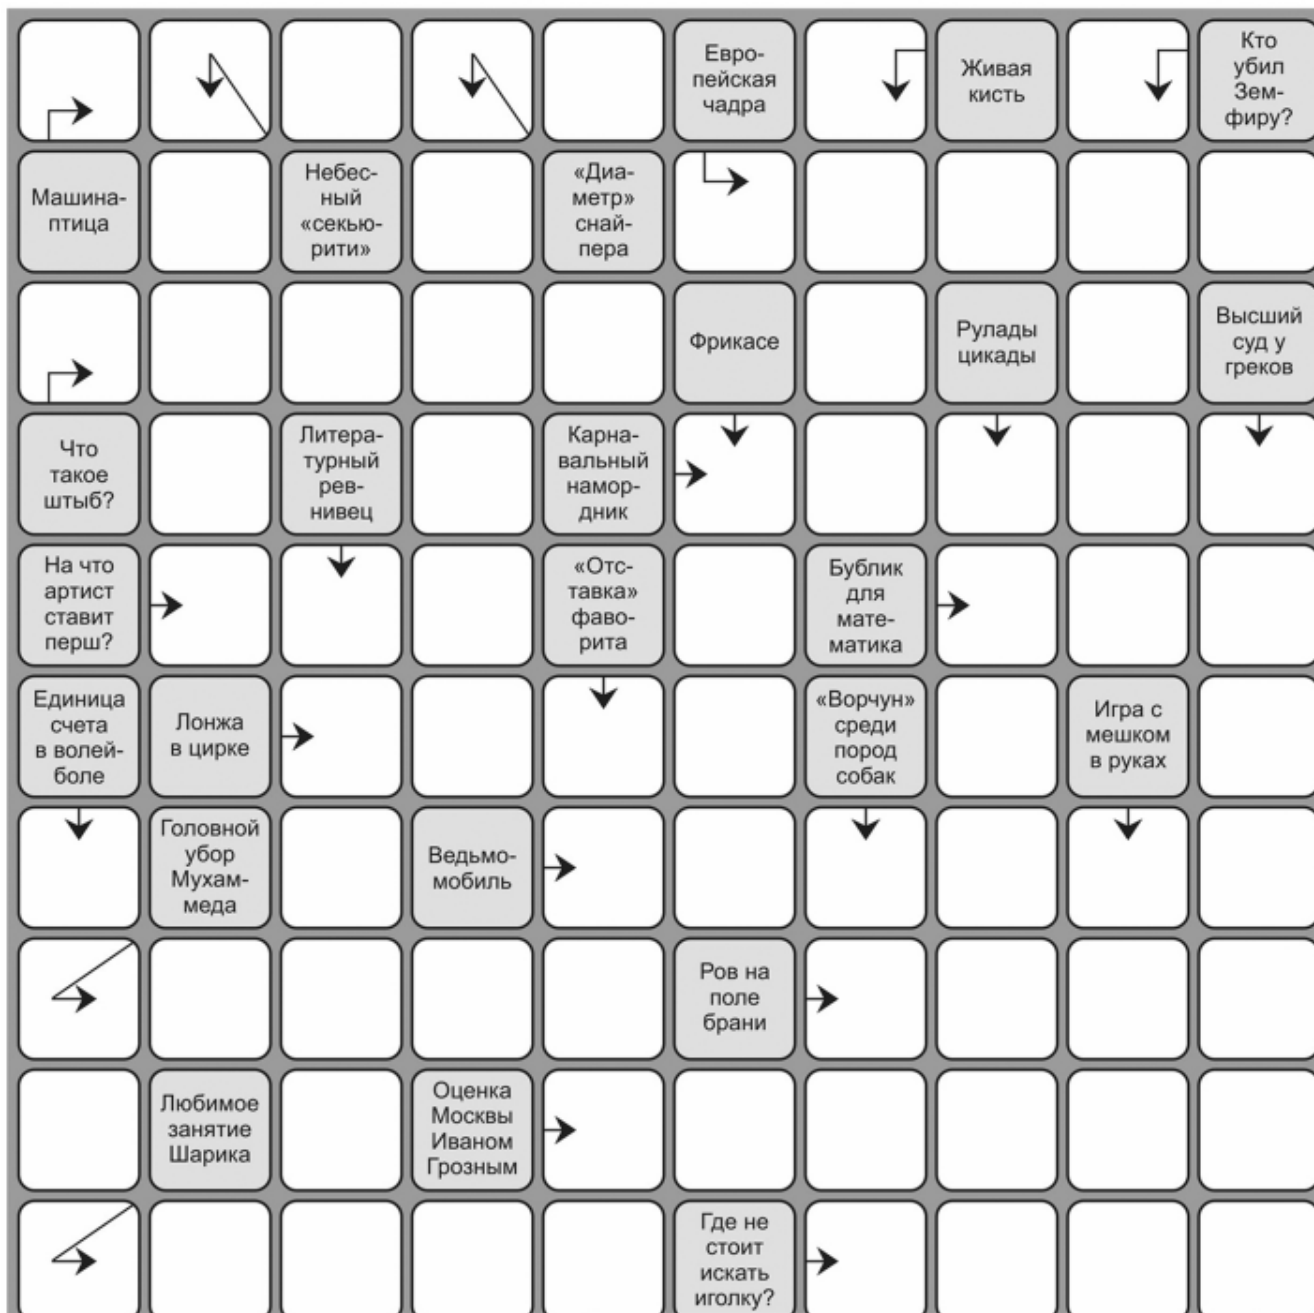 Евро-
пейская
чадра
Живая
кисть
Кто
убил
Зем-
фиру?
Машина-
птица
Небес-
ный
«секью-
рити»
«Диа-
метр»
снай-
пера
Фрикасе
Рулады
цикады
Высший
суд у
греков
Что
такое
штыб?
Литера-
турный
рев-
нивец
Карна-
вальный
намор-
дник
На что
артист
ставит
перш?
«Отс-
тавка»
фаво-
рита
Бублик
для
мате-
матика
Единица
счета
в волей-
боле
Лонжа
в цирке
«Ворчун»
среди
пород
собак
Игра с
мешком
в руках
Головной
убор
Мухам-
меда
Ведьмо-
мобиль
Ров на
поле
брани
Любимое
занятие
Шарика
Оценка
Москвы
Иваном
Грозным
Где не
стоит
искать
иголку?